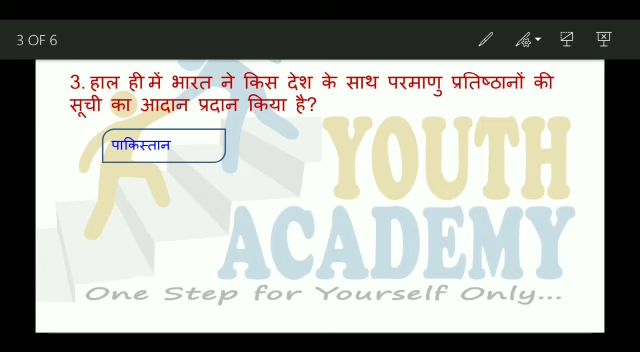 3 OF 6
3. हाल ही में भारत ने किस देश के साथ परमाणु प्रतिष्ठानों की
सूची का आदान प्रदान किया है?
पाकिस्तान
YOUTH
ACADEMY
One Step for Yourself Only...